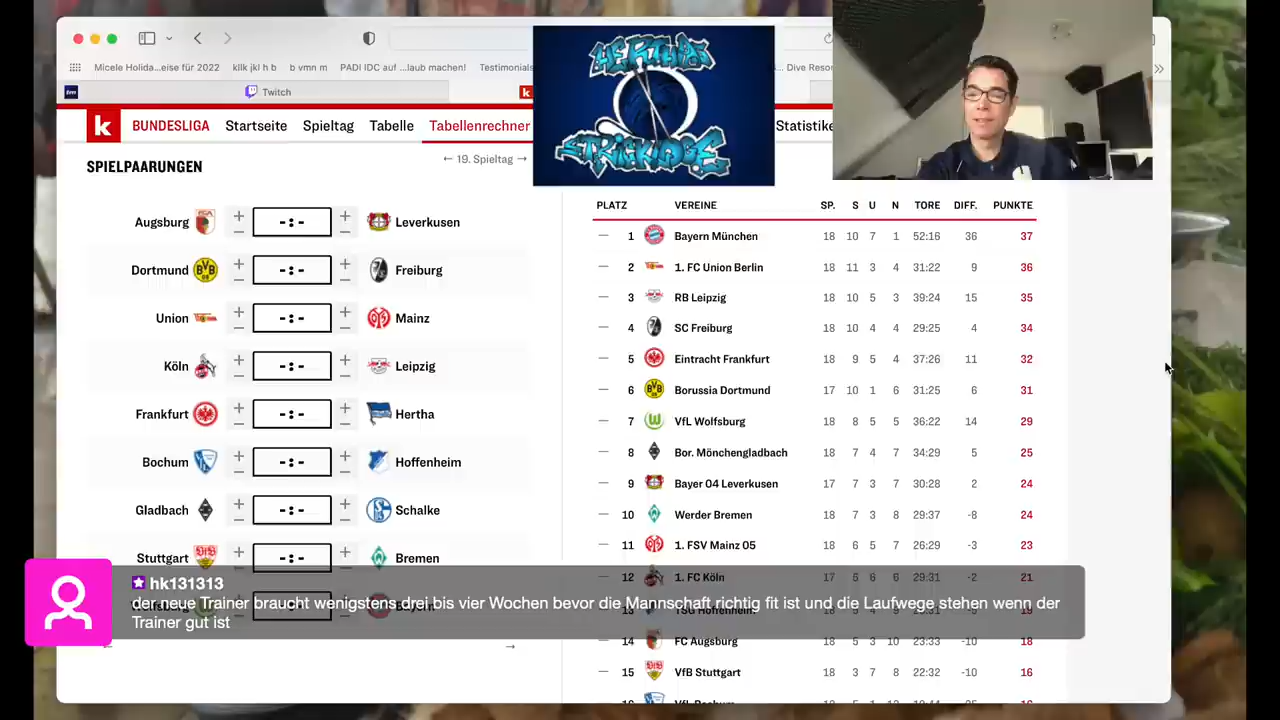 Micele Holida...eise für 2022
kllk jkl h b
b vmn m
PADI IDC auf ...laub machen!
Testimonials
... Dive Resor
Twitch
k
BUNDESLIGA
Startseite
Spieltag
Tabelle
Tabellenrechner
Statistike
HERTHAS
STRICKLIGE
SPIELPAARUNGEN
← 19. Spieltag →
Augsburg + - -:- + - Leverkusen
Dortmund + - -:- + - Freiburg
Union + - -:- + - Mainz
Köln + - -:- + - Leipzig
Frankfurt + - -:- + - Hertha
Bochum + - -:- + - Hoffenheim
Gladbach + - -:- + - Schalke
Stuttgart + - -:- + - Bremen
PLATZ VEREINE SP. S U N TORE DIFF. PUNKTE
— 1 Bayern München 18 10 7 1 52:16 36 37
— 2 1. FC Union Berlin 18 11 3 4 31:22 9 36
— 3 RB Leipzig 18 10 5 3 39:24 15 35
— 4 SC Freiburg 18 10 4 4 29:25 4 34
— 5 Eintracht Frankfurt 18 9 5 4 37:26 11 32
— 6 Borussia Dortmund 17 10 1 6 31:25 6 31
— 7 VfL Wolfsburg 18 8 5 5 36:22 14 29
— 8 Bor. Mönchengladbach 18 7 4 7 34:29 5 25
— 9 Bayer 04 Leverkusen 17 7 3 7 30:28 2 24
— 10 Werder Bremen 18 7 3 8 29:37 -8 24
— 11 1. FSV Mainz 05 18 6 5 7 26:29 -3 23
— 12 1. FC Köln 17 6 6 29:31 -2 21
— 14 FC Augsburg 18 5 3 10 23:33 -10 18
— 15 VfB Stuttgart 18 3 7 8 22:32 -10 16
hk131313
der neue Trainer braucht wenigstens drei bis vier Wochen bevor die Mannschaft richtig fit ist und die Laufwege stehen wenn der
Trainer gut ist